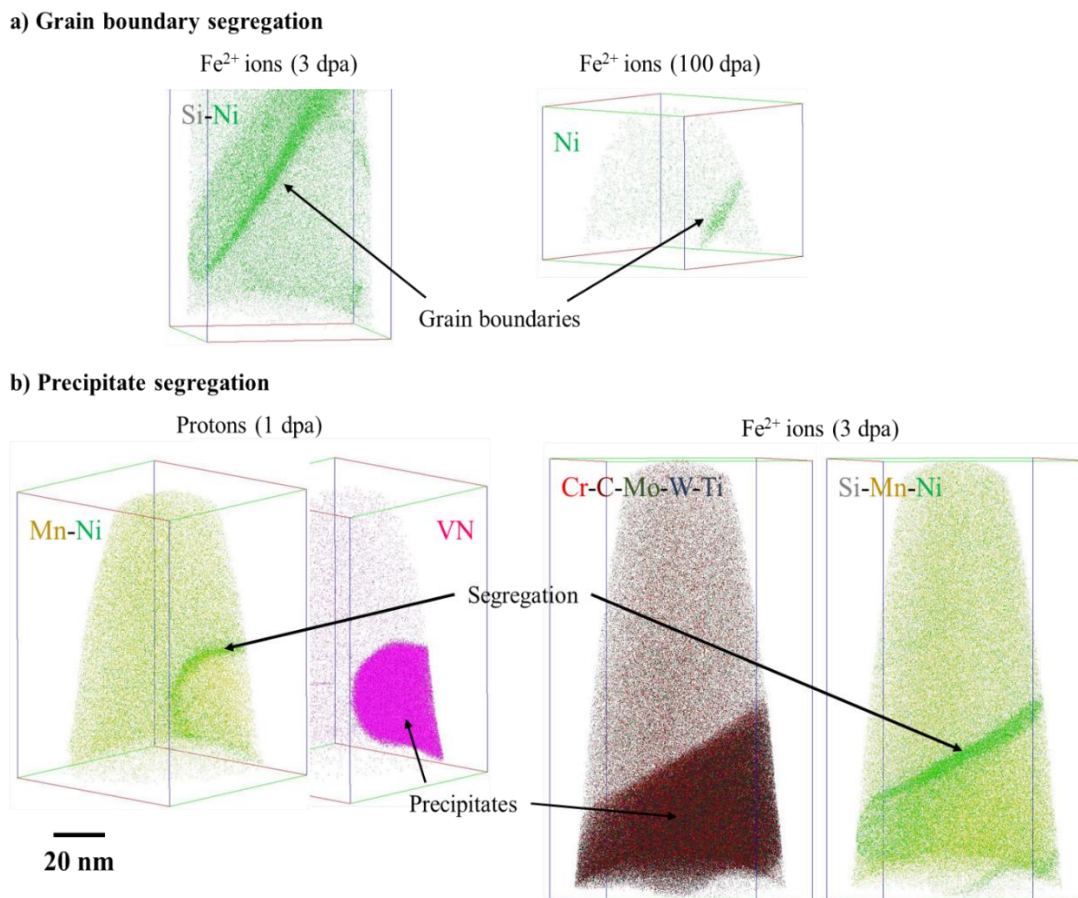 a) Grain boundary segregation
Fe²⁺ ions (3 dpa)
Fe²⁺ ions (100 dpa)
Si-Ni
Ni
Grain boundaries
b) Precipitate segregation
Protons (1 dpa)
Fe²⁺ ions (3 dpa)
Mn-Ni
VN
Cr-C-Mo-W-Ti
Si-Mn-Ni
Segregation
Precipitates
20 nm